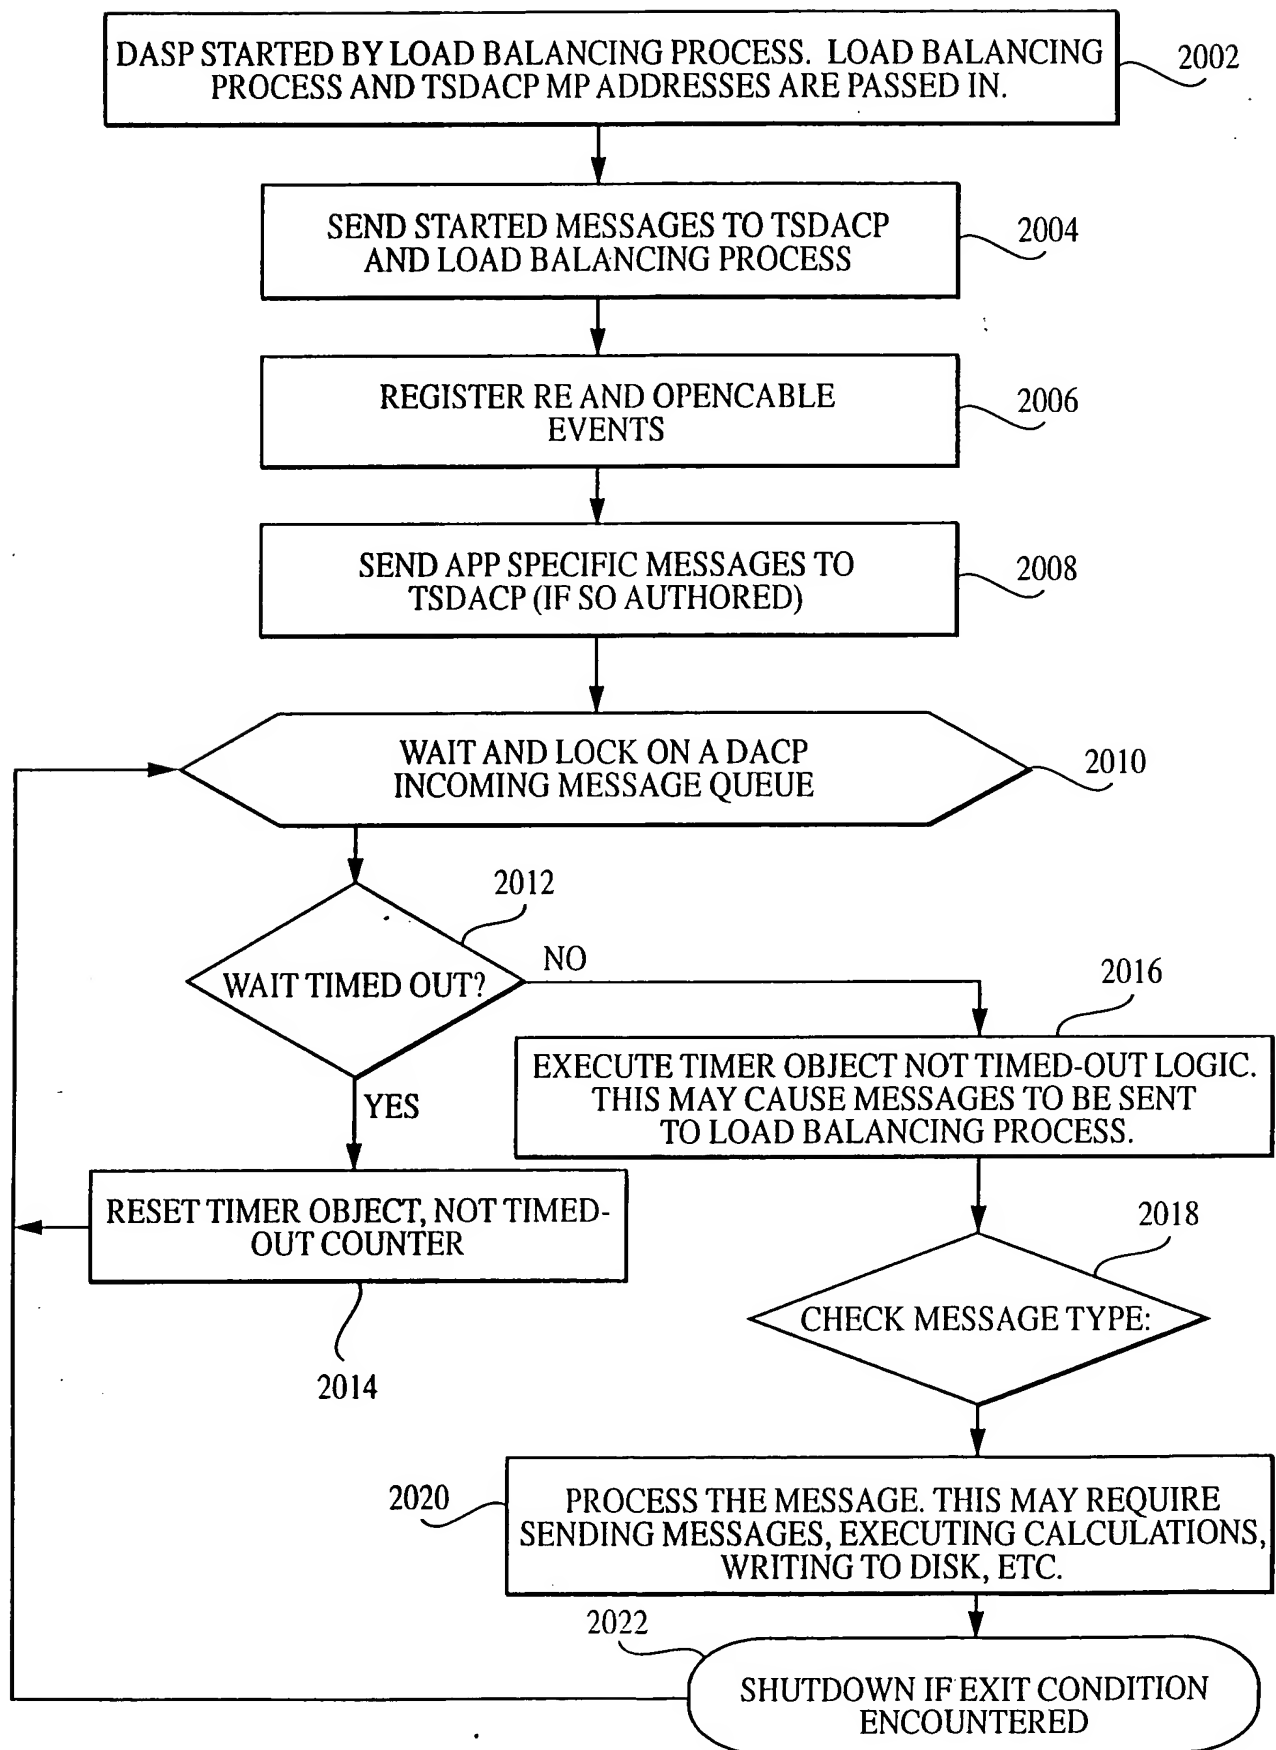 DASP STARTED BY LOAD BALANCING PROCESS. LOAD BALANCING
PROCESS AND TSDACP MP ADDRESSES ARE PASSED IN.
2002
SEND STARTED MESSAGES TO TSDACP
AND LOAD BALANCING PROCESS
2004
REGISTER RE AND OPENCABLE
EVENTS
2006
SEND APP SPECIFIC MESSAGES TO
TSDACP (IF SO AUTHORED)
2008
WAIT AND LOCK ON A DACP
INCOMING MESSAGE QUEUE
2010
2012
WAIT TIMED OUT?
NO
YES
2016
EXECUTE TIMER OBJECT NOT TIMED-OUT LOGIC.
THIS MAY CAUSE MESSAGES TO BE SENT
TO LOAD BALANCING PROCESS.
RESET TIMER OBJECT, NOT TIMED-
OUT COUNTER
2014
2018
CHECK MESSAGE TYPE:
2020
PROCESS THE MESSAGE. THIS MAY REQUIRE
SENDING MESSAGES, EXECUTING CALCULATIONS,
WRITING TO DISK, ETC.
2022
SHUTDOWN IF EXIT CONDITION
ENCOUNTERED